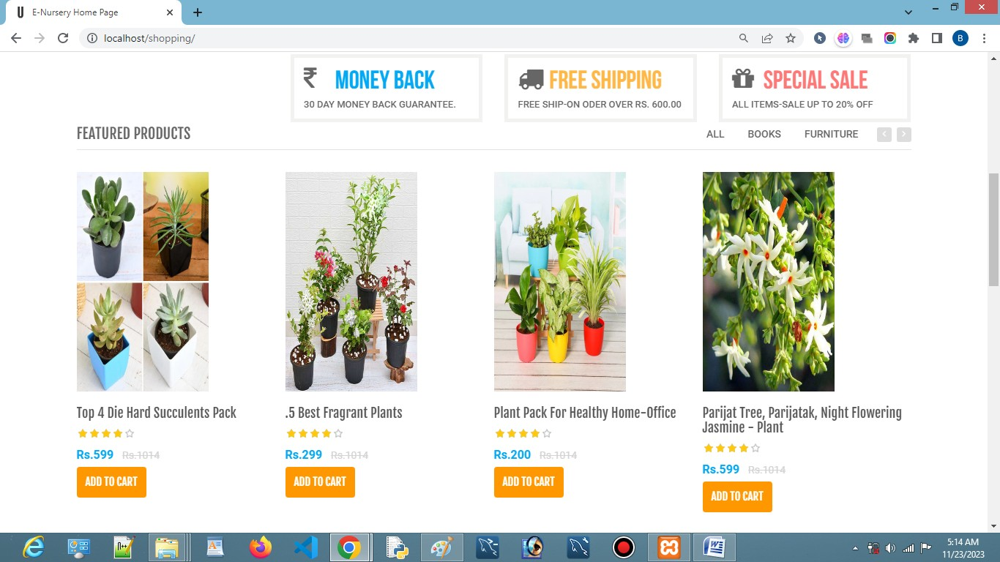 E-Nursery Home Page
localhost/shopping/
B
₹ MONEY BACK
30 DAY MONEY BACK GUARANTEE.
FREE SHIPPING
FREE SHIP-ON ODER OVER RS. 600.00
SPECIAL SALE
ALL ITEMS-SALE UP TO 20% OFF
FEATURED PRODUCTS
ALL BOOKS FURNITURE
Top 4 Die Hard Succulents Pack
Rs.599 Rs.1014
ADD TO CART
.5 Best Fragrant Plants
Rs.299 Rs.1014
ADD TO CART
Plant Pack For Healthy Home-Office
Rs.200 Rs.1014
ADD TO CART
Parijat Tree, Parijatak, Night Flowering
Jasmine - Plant
Rs.599 Rs.1014
ADD TO CART
5:14 AM
11/23/2023